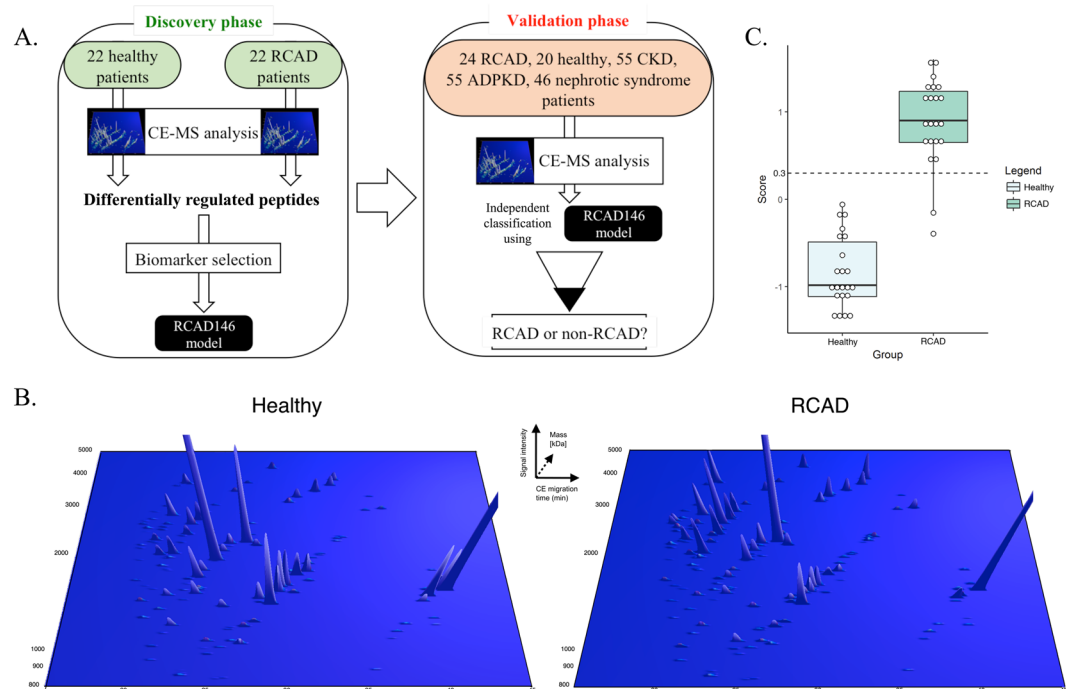 A.
Discovery phase
22 healthy
patients
22 RCAD
patients
CE-MS analysis
Differentially regulated peptides
Biomarker selection
RCAD146
model
Validation phase
24 RCAD, 20 healthy, 55 CKD,
55 ADPKD, 46 nephrotic syndrome
patients
CE-MS analysis
Independent
classification
using
RCAD146
model
RCAD or non-RCAD?
C.
Score
1
0.3
0
-1
Healthy
RCAD
Group
Legend
Healthy
RCAD
B.
Healthy
5000
4000
3000
2000
1000
900
800
Signal intensity
Mass
[kDa]
CE migration
time (min)
RCAD
5000
4000
3000
2000
1000
900
800